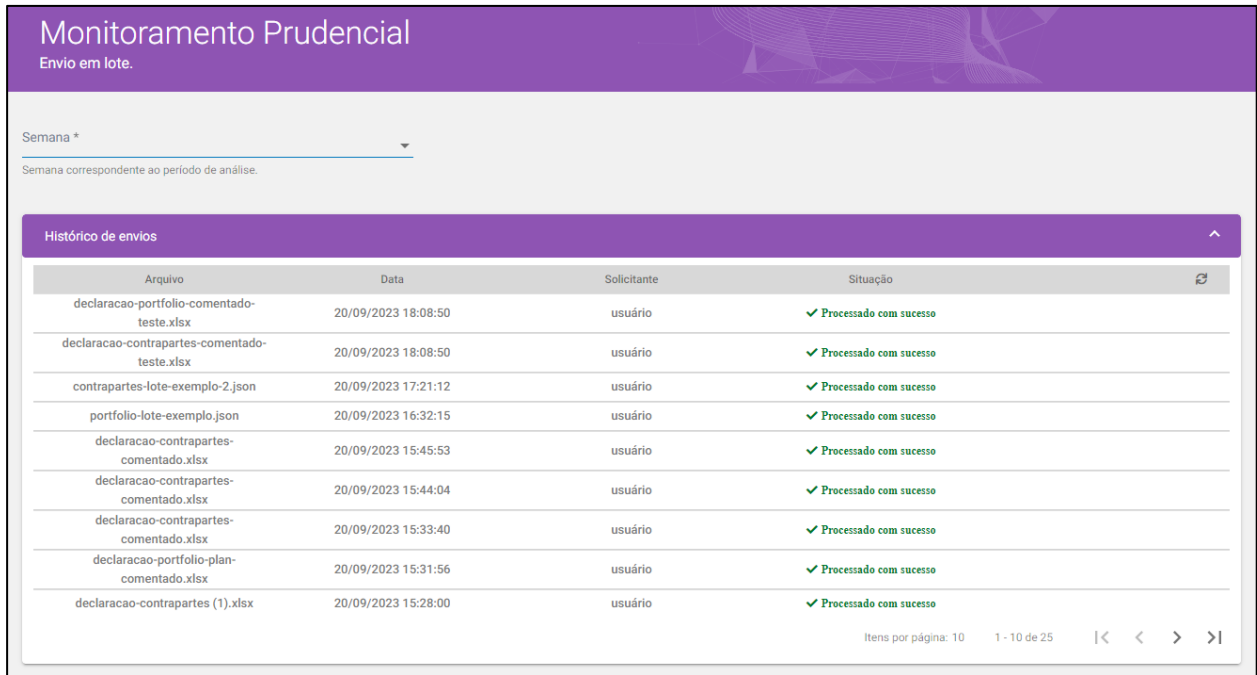 Monitoramento Prudencial
Envio em lote.
Semana *
Semana correspondente ao período de análise.
Histórico de envios
Arquivo Data Solicitante Situação
declaracao-portfolio-comentado-
teste.xlsx 20/09/2023 18:08:50 usuário Processado com sucesso
declaracao-contrapartes-comentado-
teste.xlsx 20/09/2023 18:08:50 usuário Processado com sucesso
contrapartes-lote-exemplo-2.json 20/09/2023 17:21:12 usuário Processado com sucesso
portfolio-lote-exemplo.json 20/09/2023 16:32:15 usuário Processado com sucesso
declaracao-contrapartes-
comentado.xlsx 20/09/2023 15:45:53 usuário Processado com sucesso
declaracao-contrapartes-
comentado.xlsx 20/09/2023 15:44:04 usuário Processado com sucesso
declaracao-contrapartes-
comentado.xlsx 20/09/2023 15:33:40 usuário Processado com sucesso
declaracao-portfolio-plan-
comentado.xlsx 20/09/2023 15:31:56 usuário Processado com sucesso
declaracao-contrapartes (1).xlsx 20/09/2023 15:28:00 usuário Processado com sucesso
Itens por página: 10 1 - 10 de 25